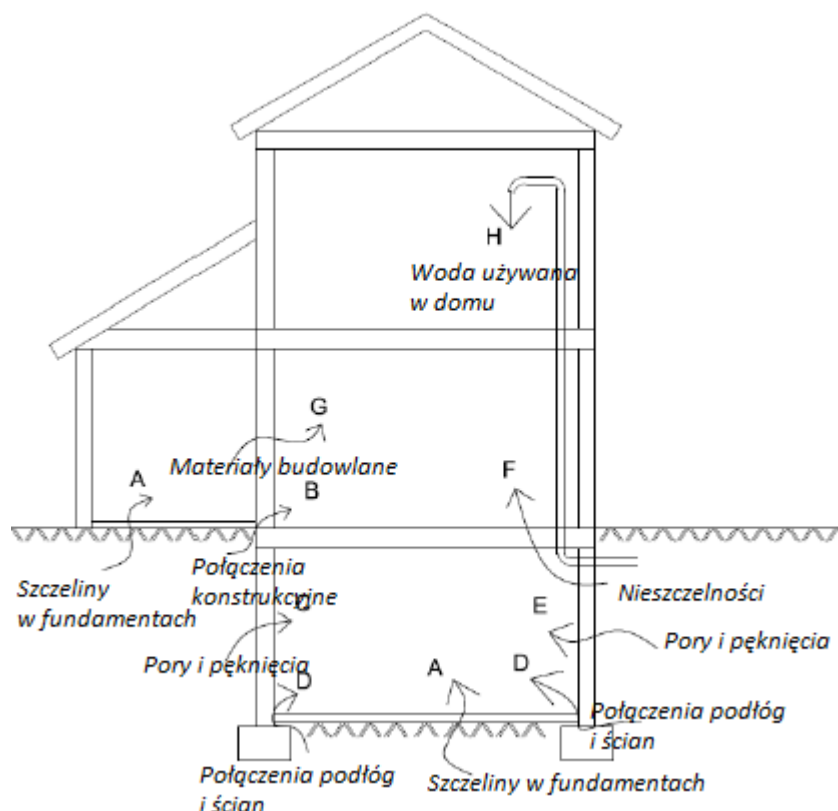 H
Woda używana
w domu
G
Materiały budowlane
A
F
B
Szczeliny
w fundamentach
Połączenia
konstrukcyjne
Nieszczelności
C
E
Pory i pęknięcia
Pory i pęknięcia
D
A
D
Połączenia podłóg
i ścian
Połączenia podłóg
i ścian
Szczeliny w fundamentach